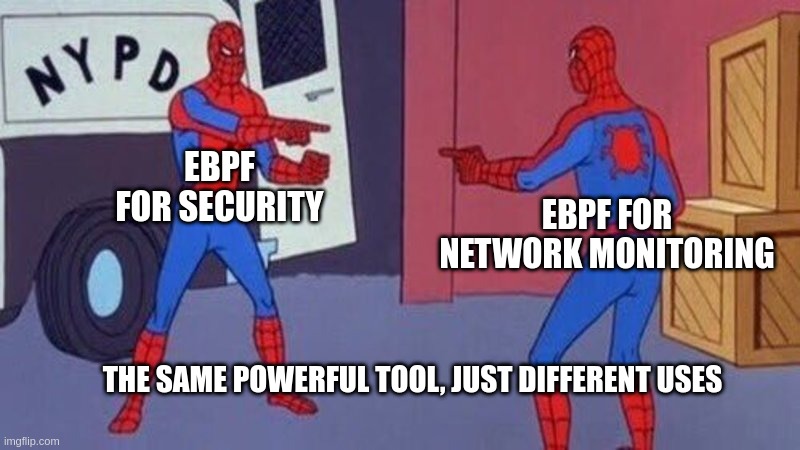 NYPD
EBPF
FOR SECURITY
EBPF FOR
NETWORK MONITORING
THE SAME POWERFUL TOOL, JUST DIFFERENT USES
imgflip.com